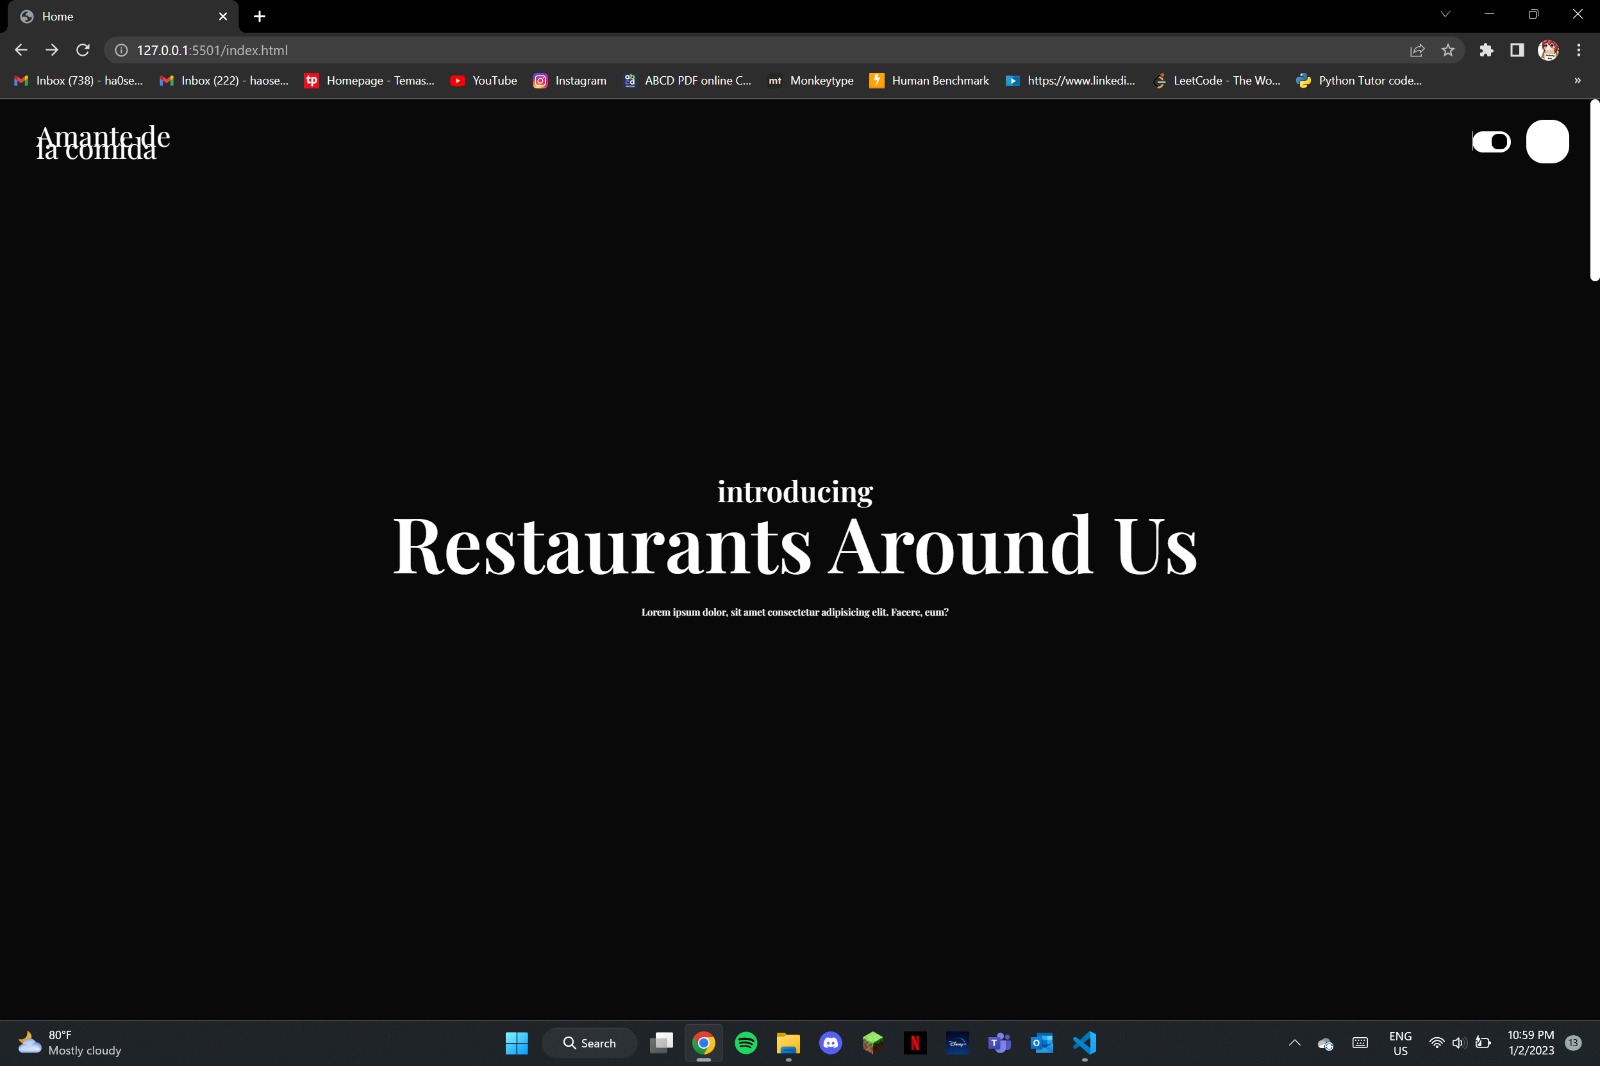 Home
127.0.0.1:5501/index.html
Inbox (738) - ha0se...
Inbox (222) - haose...
tp
Homepage - Temas...
YouTube
Instagram
ABCD PDF online C...
mt
Monkeytype
Human Benchmark
https://www.linkedi...
LeetCode - The Wo...
Python Tutor code...
»
Amante de
la comida
introducing
Restaurants Around Us
Lorem ipsum dolor, sit amet consectetur adipisicing elit. Facere, eum?
80°F
Mostly cloudy
Search
N
Disney+
ENG
US
10:59 PM
1/2/2023
13